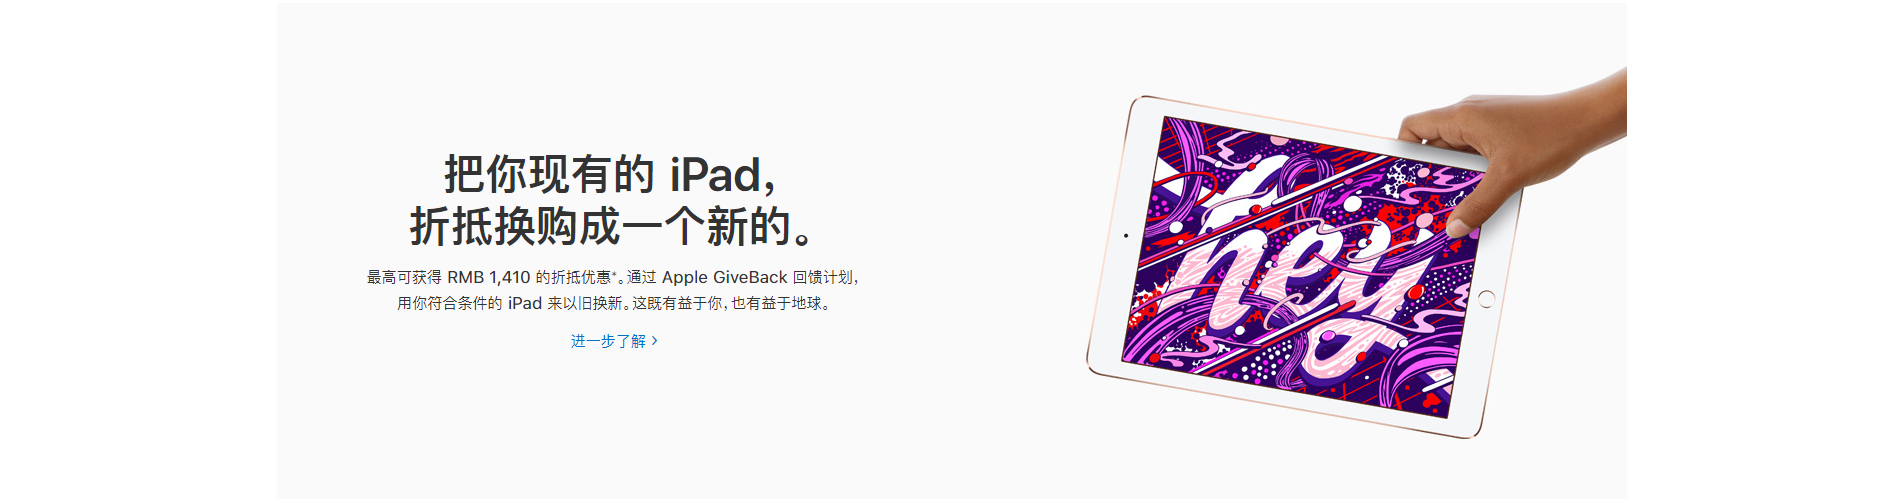 把你现有的 iPad，
折抵换购成一个新的。
最高可获得 RMB 1,410 的折抵优惠*。通过 Apple GiveBack 回馈计划，
用你符合条件的 iPad 来以旧换新。这既有益于你，也有益于地球。
进一步了解 >
hey